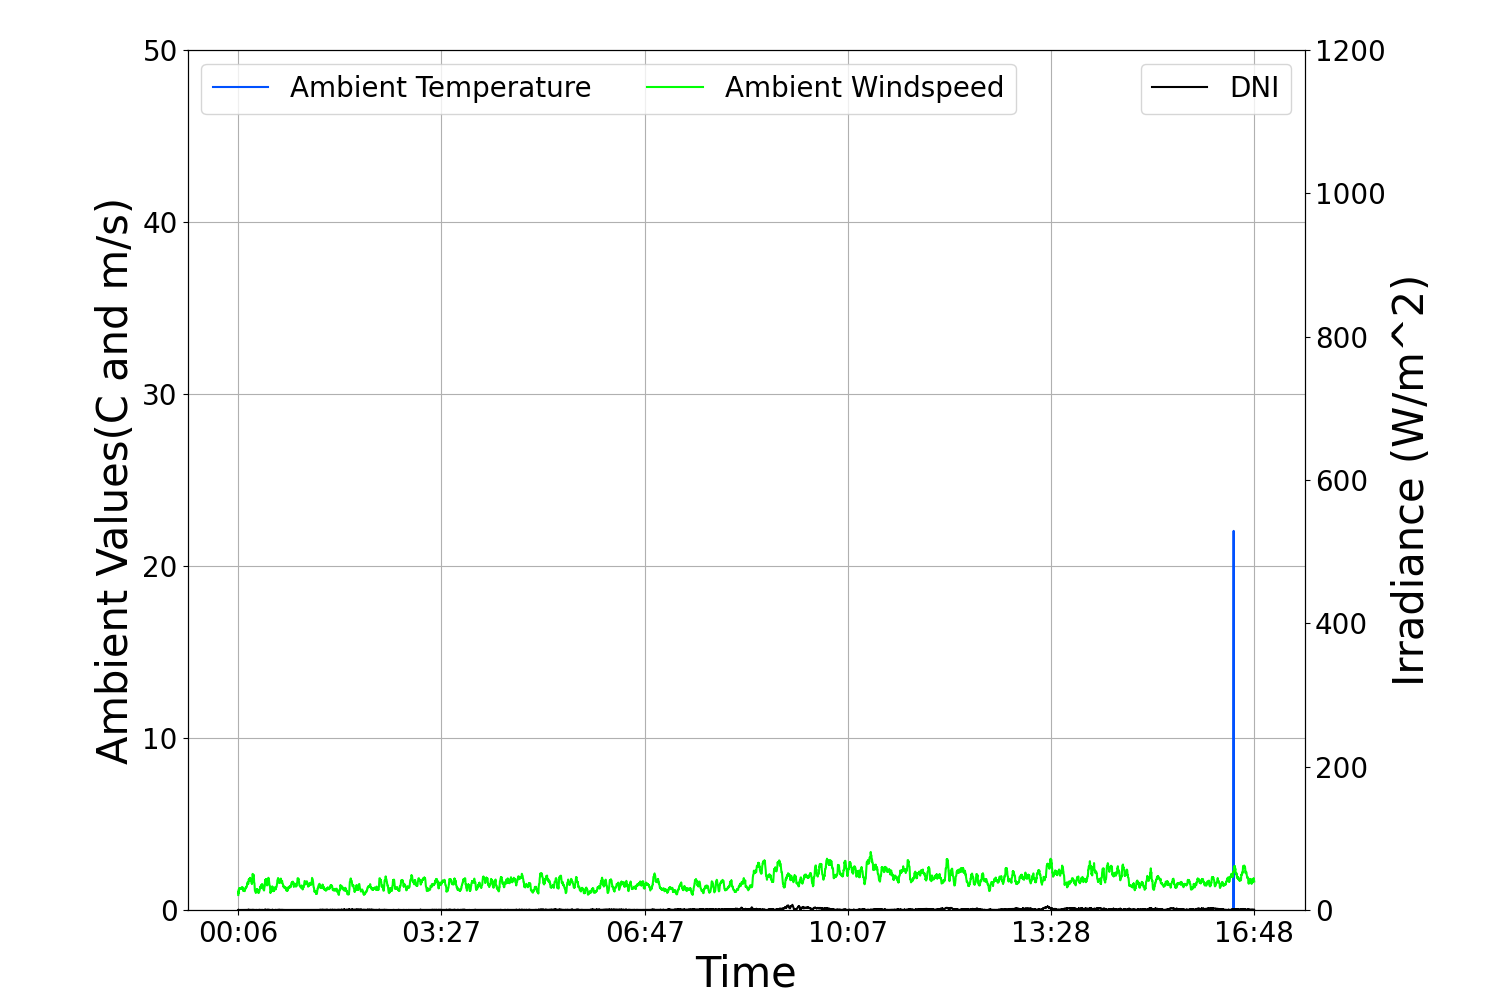 Ambient Temperature
Ambient Windspeed
DNI
Ambient Values(C and m/s)
50
40
30
20
10
0
1200
1000
800
600
400
200
0
Irradiance (W/m^2)
00:06 03:27 06:47 10:07 13:28 16:48
Time